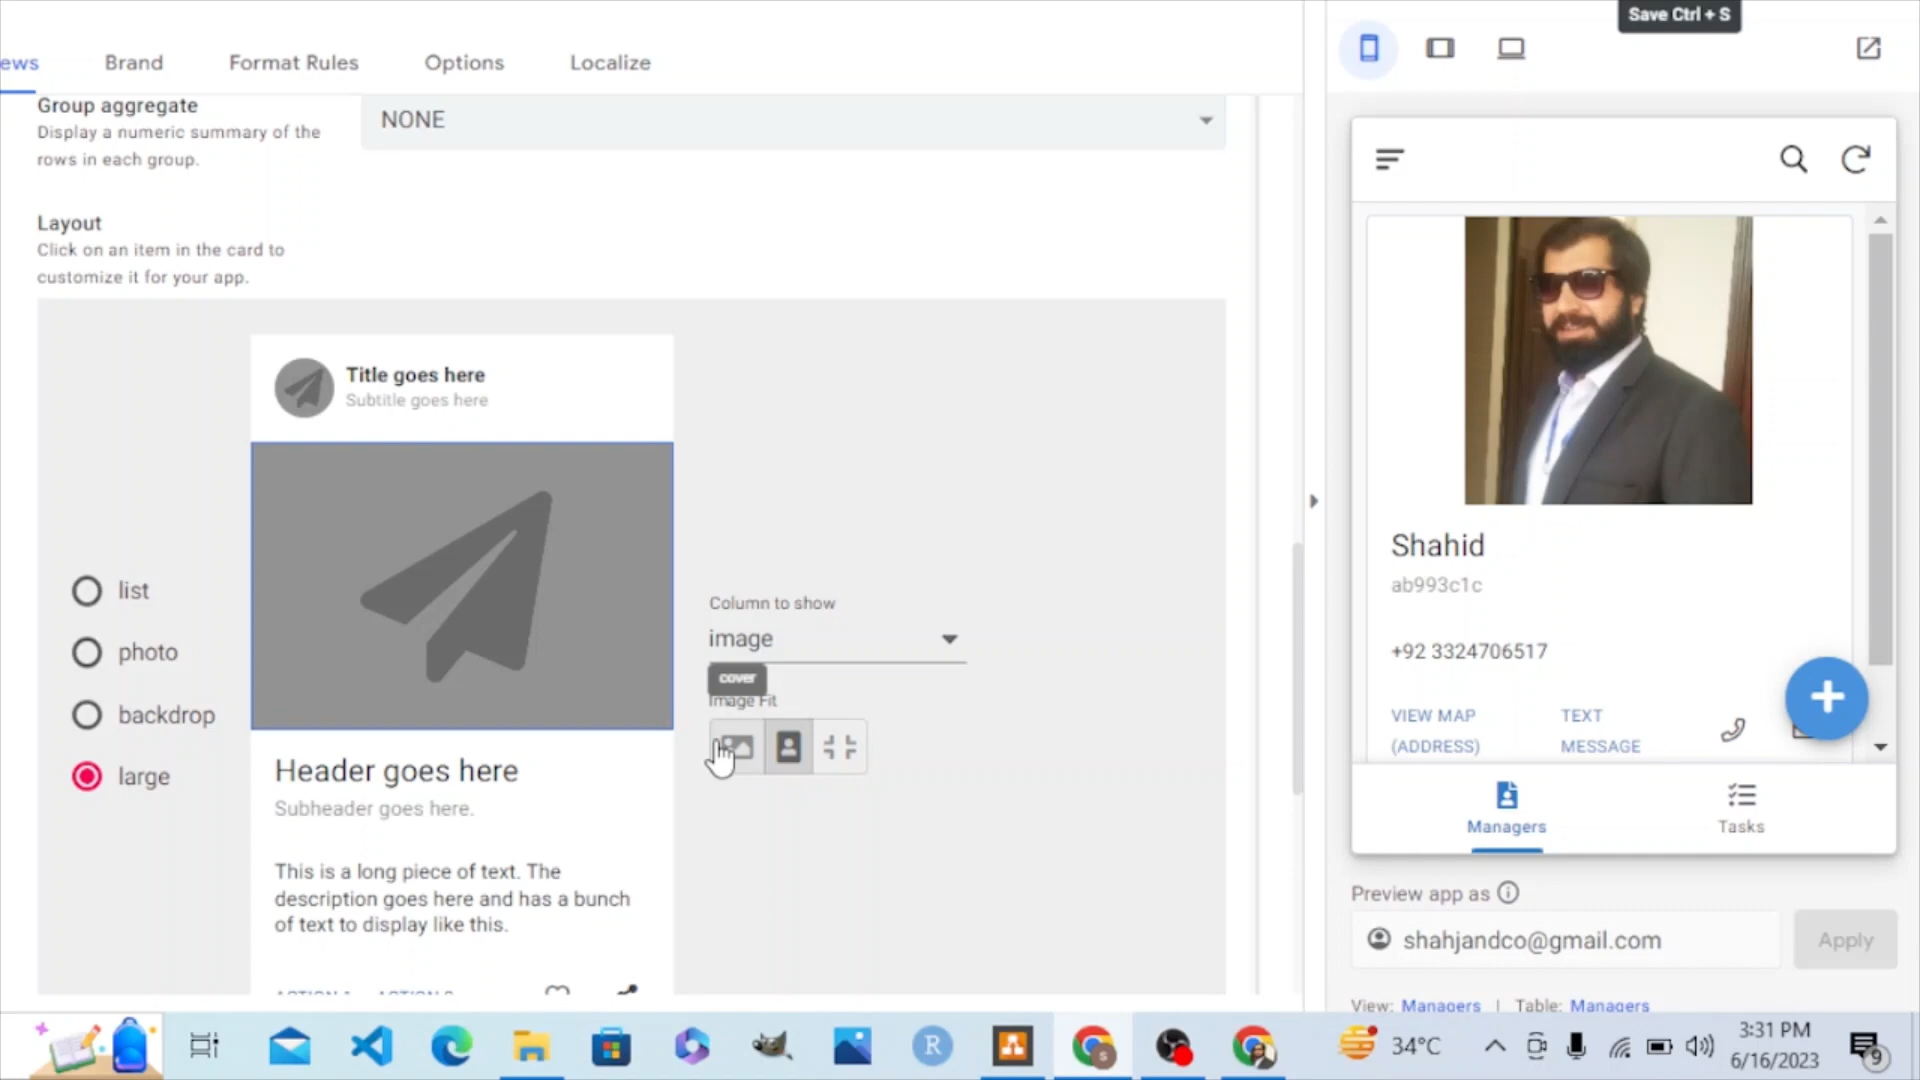 Save Ctrl + S
ews
Brand
Format Rules
Options
Localize
Group aggregate
Display a numeric summary of the
rows in each group.
NONE
Layout
Click on an item in the card to
customize it for your app.
Title goes here
Subtitle goes here
list
photo
backdrop
large
Column to show
image
cover
Image Fit
Header goes here
Subheader goes here.
This is a long piece of text. The
description goes here and has a bunch
of text to display like this.
Shahid
ab993c1c
+92 3324706517
VIEW MAP
(ADDRESS)
TEXT
MESSAGE
Managers
Tasks
Preview app as
shahjandco@gmail.com
Apply
View: Managers | Table: Managers
R
S
34°C
3:31 PM
6/16/2023
9